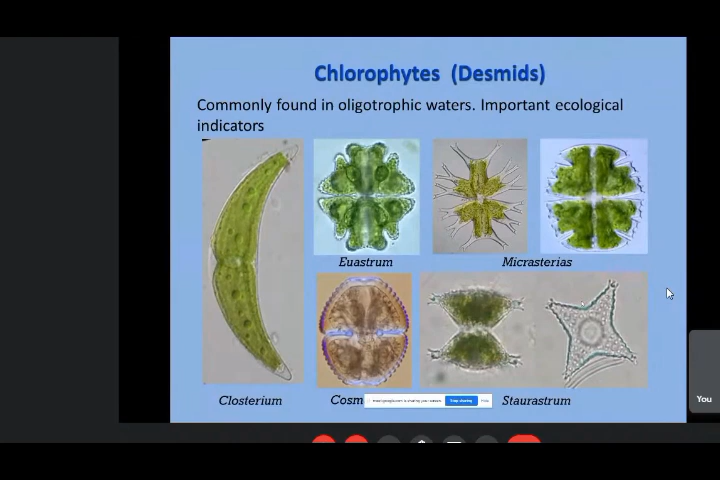 Chlorophytes (Desmids)
Commonly found in oligotrophic waters. Important ecological
indicators
Euastrum
Micrasterias
Closterium
Cosm
Staurastrum
Stop sharing
Hide
You